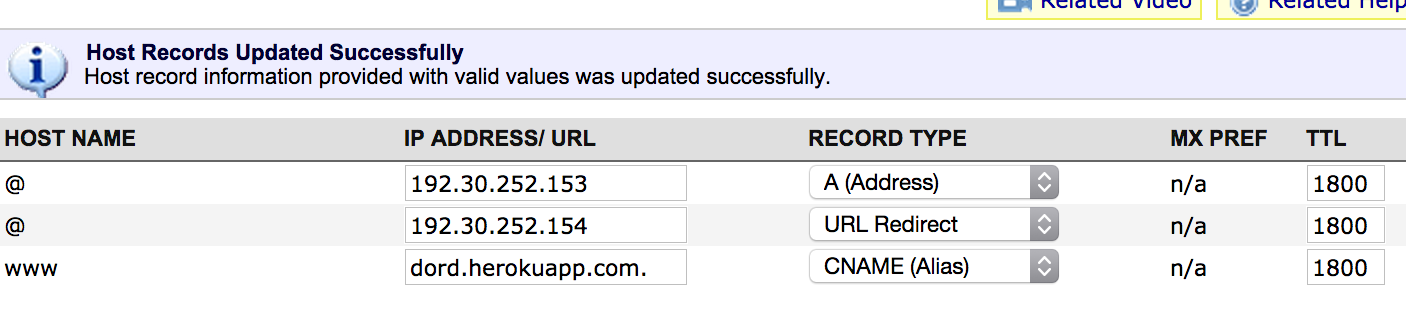 Related Video Related Help
Host Records Updated Successfully
Host record information provided with valid values was updated successfully.
HOST NAME IP ADDRESS/ URL RECORD TYPE MX PREF TTL
@ 192.30.252.153 A (Address) n/a 1800
@ 192.30.252.154 URL Redirect n/a 1800
www dord.herokuapp.com. CNAME (Alias) n/a 1800